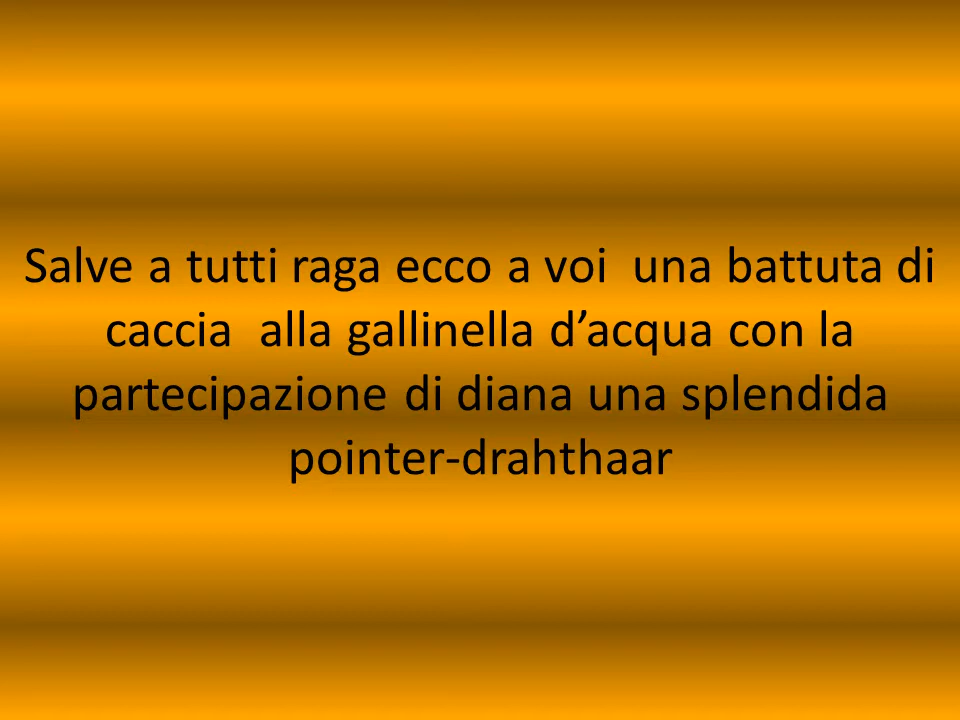 Salve a tutti raga ecco a voi  una battuta di
caccia  alla gallinella d’acqua con la
partecipazione di diana una splendida
pointer-drahthaar